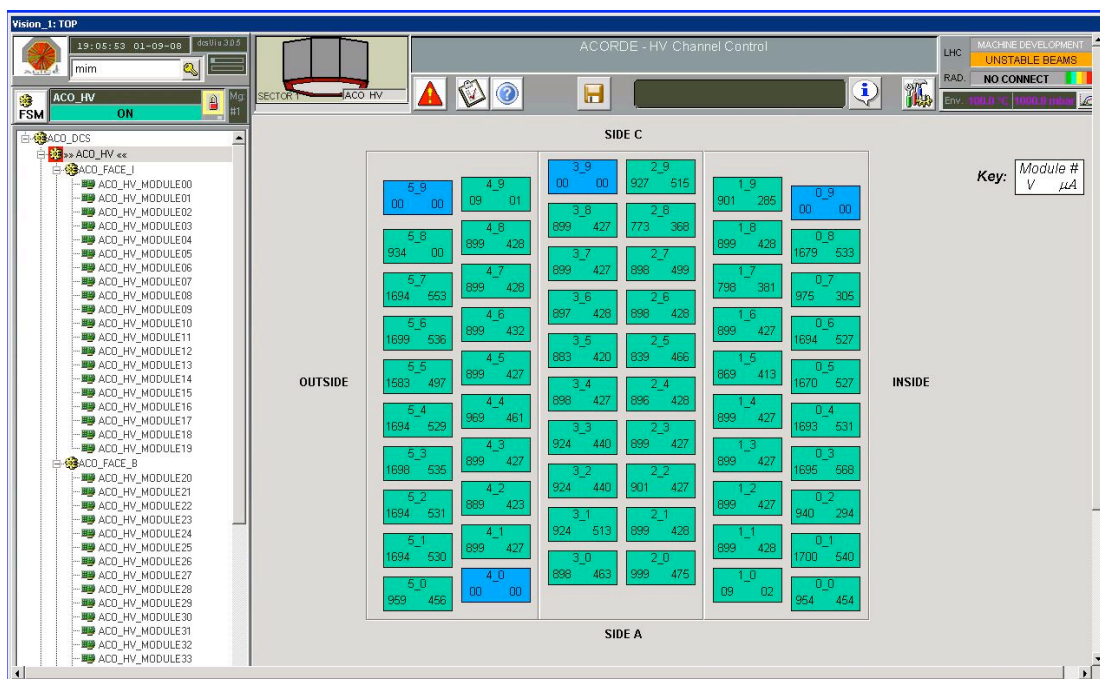 Vision_1: TOP
19:05:53 01-09-08
mim
ACORDE - HV Channel Control
LHC
MACHINE DEVELOPMENT
UNSTABLE BEAMS
RAD.
NO CONNECT
SECTOR 1
ACO HV
Env. 100.0 °C 1000.0 mbar
FSM
ACO_HV
ON
Mg:
#1
ACO_DCS
>> ACO_HV <<
ACO_FACE_I
ACO_HV_MODULE00
ACO_HV_MODULE01
ACO_HV_MODULE02
ACO_HV_MODULE03
ACO_HV_MODULE04
ACO_HV_MODULE05
ACO_HV_MODULE06
ACO_HV_MODULE07
ACO_HV_MODULE08
ACO_HV_MODULE09
ACO_HV_MODULE10
ACO_HV_MODULE11
ACO_HV_MODULE12
ACO_HV_MODULE13
ACO_HV_MODULE14
ACO_HV_MODULE15
ACO_HV_MODULE16
ACO_HV_MODULE17
ACO_HV_MODULE18
ACO_HV_MODULE19
ACO_FACE_B
ACO_HV_MODULE20
ACO_HV_MODULE21
ACO_HV_MODULE22
ACO_HV_MODULE23
ACO_HV_MODULE24
ACO_HV_MODULE25
ACO_HV_MODULE26
ACO_HV_MODULE27
ACO_HV_MODULE28
ACO_HV_MODULE29
ACO_HV_MODULE30
ACO_HV_MODULE31
ACO_HV_MODULE32
ACO_HV_MODULE33
SIDE C
Key:
Module #
V µA
OUTSIDE
5_9
00 00
5_8
934 00
5_7
1694 553
5_6
1699 536
5_5
1583 497
5_4
1694 529
5_3
1698 535
5_2
1694 531
5_1
1694 530
5_0
959 456
4_9
09 01
4_8
899 428
4_7
899 428
4_6
899 432
4_5
899 427
4_4
969 461
4_3
899 427
4_2
889 423
4_1
899 427
4_0
00 00
3_9
00 00
3_8
899 427
3_7
899 427
3_6
897 428
3_5
883 420
3_4
898 427
3_3
924 440
3_2
924 440
3_1
924 513
3_0
898 463
2_9
927 515
2_8
773 368
2_7
898 499
2_6
898 428
2_5
839 466
2_4
896 428
2_3
899 427
2_2
901 427
2_1
899 428
2_0
999 475
1_9
901 285
1_8
899 428
1_7
798 381
1_6
899 427
1_5
869 413
1_4
899 427
1_3
899 427
1_2
899 427
1_1
899 428
1_0
09 02
0_9
00 00
0_8
1679 533
0_7
975 305
0_6
1694 527
0_5
1670 527
0_4
1693 531
0_3
1695 568
0_2
940 294
0_1
1700 540
0_0
954 454
INSIDE
SIDE A